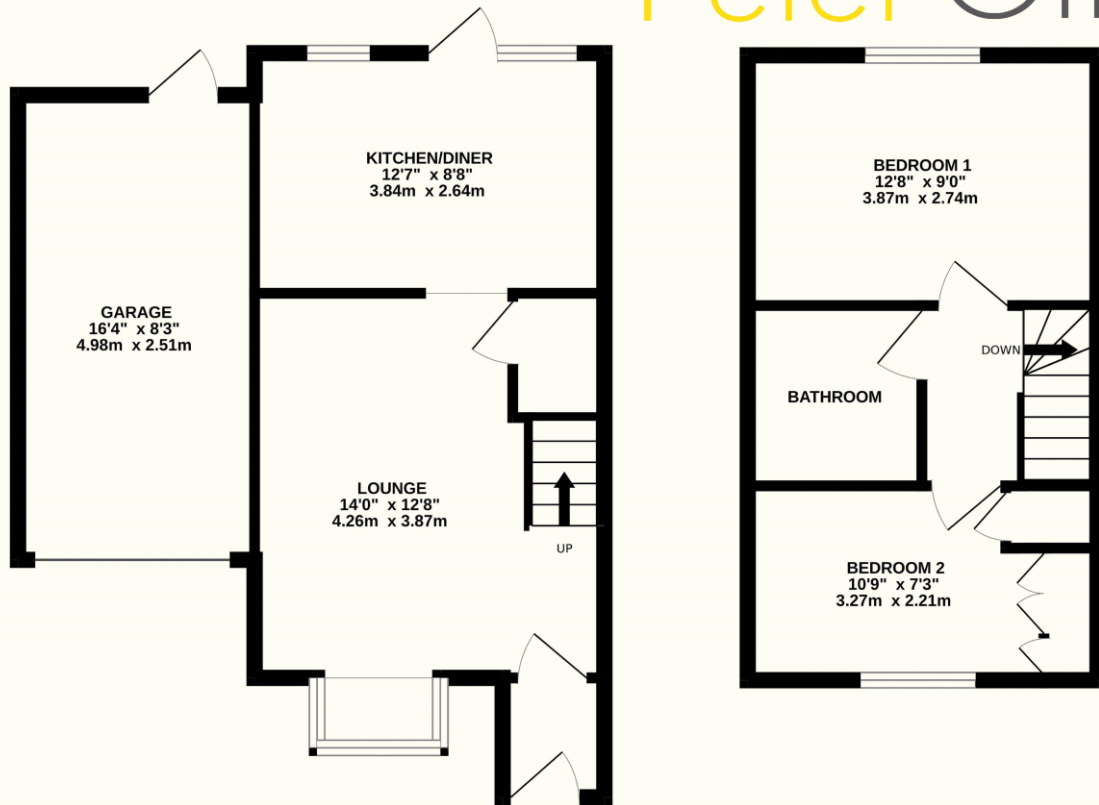 KITCHEN/DINER
12'7" x 8'8"
3.84m x 2.64m
GARAGE
16'4" x 8'3"
4.98m x 2.51m
LOUNGE
14'0" x 12'8"
4.26m x 3.87m
UP
BEDROOM 1
12'8" x 9'0"
3.87m x 2.74m
DOWN
BATHROOM
BEDROOM 2
10'9" x 7'3"
3.27m x 2.21m